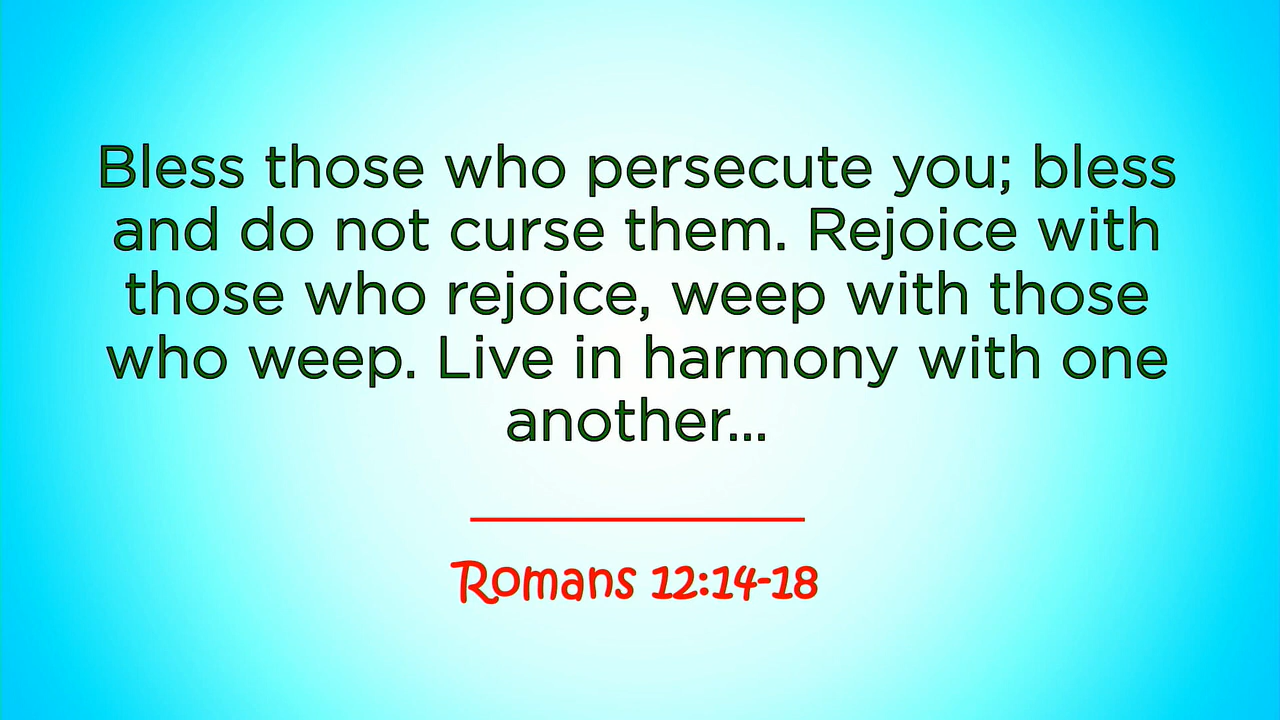 Bless those who persecute you; bless
and do not curse them. Rejoice with
those who rejoice, weep with those
who weep. Live in harmony with one
another...
Romans 12:14-18